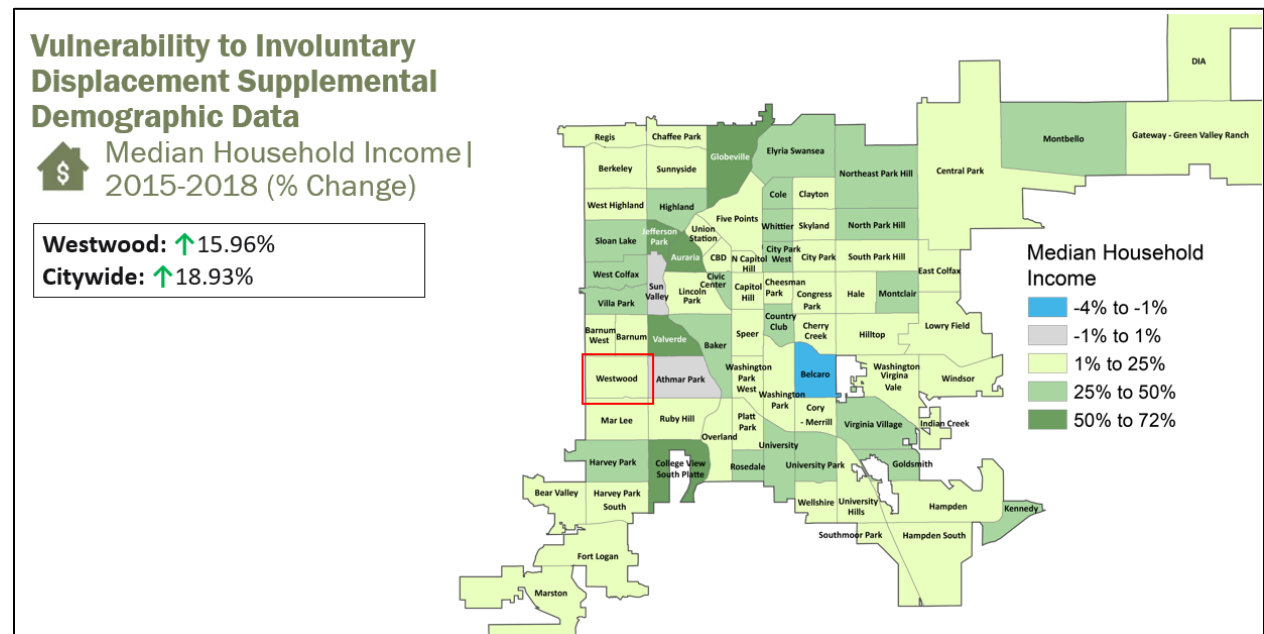 Vulnerability to Involuntary
Displacement Supplemental
Demographic Data
$
Median Household Income|
2015-2018 (% Change)
Westwood: ↑15.96%
Citywide: ↑18.93%
DIA
Gateway - Green Valley Ranch
Montbello
Central Park
Regis
Chaffee Park
Globeville
Elyria Swansea
Northeast Park Hill
Berkeley
Sunnyside
West Highland
Highland
Cole
Clayton
Five Points
Sloan Lake
Jefferson
Park
Union
Station
Whittier
Skyland
North Park Hill
Auraria
CBD
N Capitol
Hill
City Park
West
City Park
South Park Hill
East Colfax
West Colfax
Sun
Valley
Lincoln
Park
Civic
Center
Capitol
Hill
Cheesman
Park
Congress
Park
Hale
Montclair
Villa Park
Country
Club
Cherry
Creek
Hilltop
Lowry Field
Barnum
West
Barnum
Valverde
Baker
Speer
Westwood
Athmar Park
Washington
Park
West
Washington
Park
Belcaro
Washington
Virgina
Vale
Windsor
Mar Lee
Ruby Hill
Overland
Platt
Park
Cory
- Merrill
Virginia Village
Indian Creek
Harvey Park
College View
South Platte
Rosedale
University
University Park
Goldsmith
Bear Valley
Harvey Park
South
Wellshire
University
Hills
Hampden
Kennedy
Southmoor Park
Hampden South
Fort Logan
Marston
Median Household
Income
-4% to -1%
-1% to 1%
1% to 25%
25% to 50%
50% to 72%